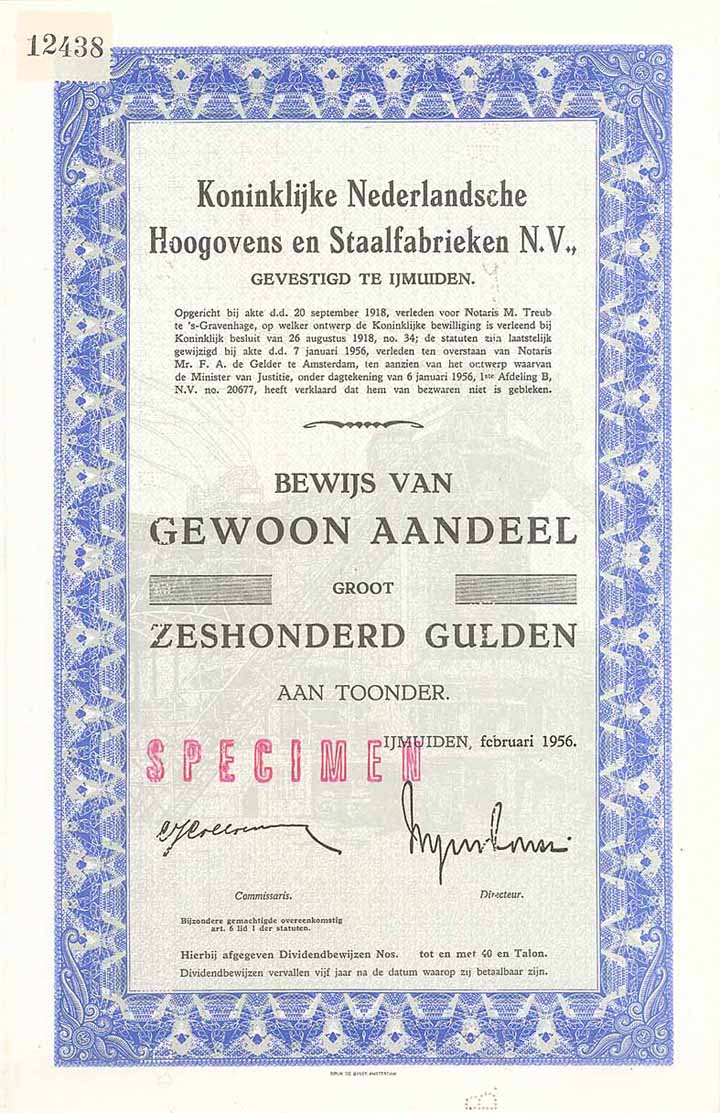 12438
Koninklijke Nederlandsche
Hoogovens en Staalfabrieken N.V.,
GEVESTIGD TE IJMUIDEN.
Opgericht bij akte d.d. 20 september 1918, verleden voor Notaris M. Treub
te 's-Gravenhage, op welker ontwerp de Koninklijke bewilliging is verleend bij
Koninklijk besluit van 26 augustus 1918, no. 34; de statuten zijn laatstelijk
gewijzigd bij akte d.d. 7 januari 1956, verleden ten overstaan van Notaris
Mr. F. A. de Gelder te Amsterdam, ten aanzien van het ontwerp waarvan
de Minister van Justitie, onder dagtekening van 6 januari 1956, 1ste Afdeling B,
N.V. no. 20677, heeft verklaard dat hem van bezwaren niet is gebleken.
BEWIJS VAN
GEWOON AANDEEL
GROOT
ZESHONDERD GULDEN
AAN TOONDER.
IJMUIDEN, februari 1956.
SPECIMEN
Commissaris. Directeur.
Bijzondere gemachtigde overeenkomstig
art. 6 lid 1 der statuten.
Hierbij afgegeven Dividendbewijzen Nos. tot en met 40 en Talon.
Dividendbewijzen vervallen vijf jaar na de datum waarop zij betaalbaar zijn.